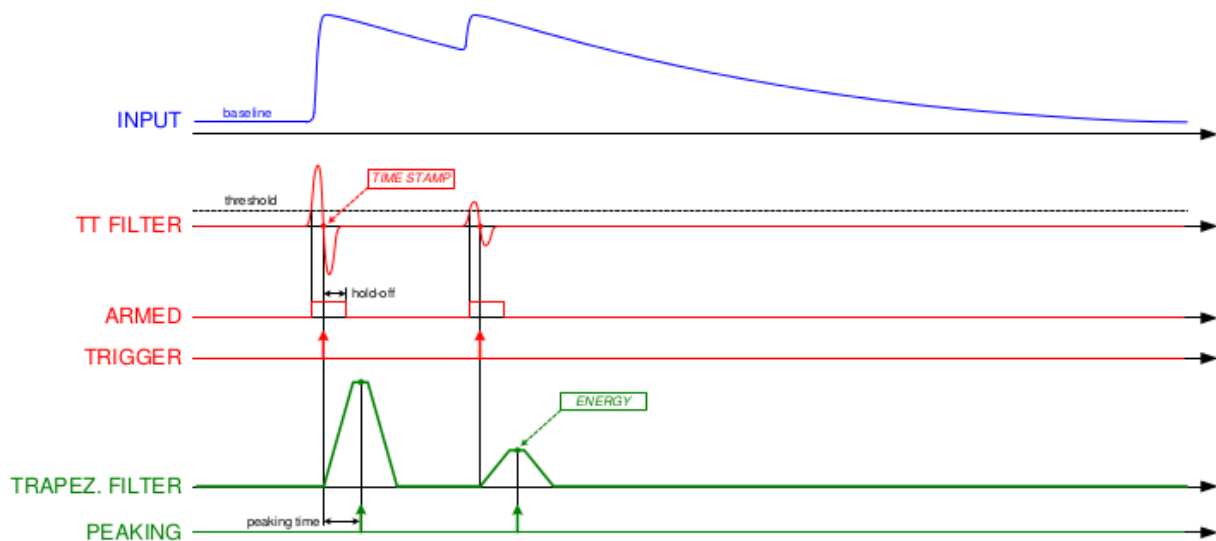 baseline
INPUT
TIME STAMP
threshold
TT FILTER
hold-off
ARMED
TRIGGER
ENERGY
TRAPEZ. FILTER
peaking time
PEAKING